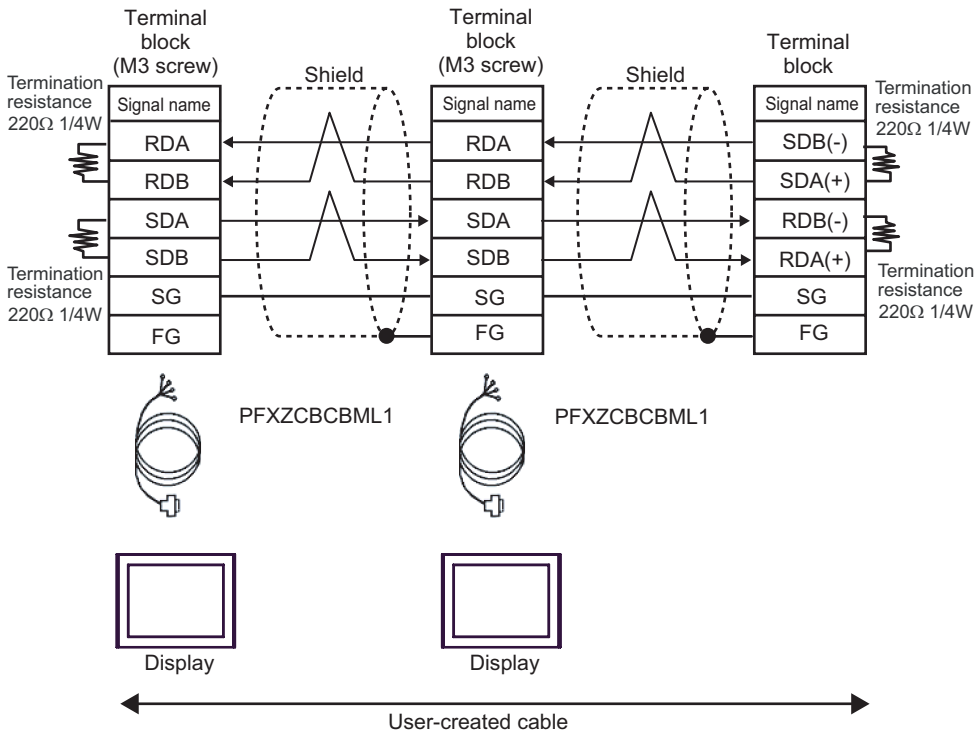 Terminal
block
(M3 screw)
Terminal
block
(M3 screw)
Terminal
block
Termination
resistance
220Ω 1/4W
Shield
Shield
Termination
resistance
220Ω 1/4W
Signal name
RDA
RDB
SDA
SDB
SG
FG
Signal name
RDA
RDB
SDA
SDB
SG
FG
Signal name
SDB(-)
SDA(+)
RDB(-)
RDA(+)
SG
FG
Termination
resistance
220Ω 1/4W
Termination
resistance
220Ω 1/4W
PFXZCBCBML1
PFXZCBCBML1
Display
Display
User-created cable